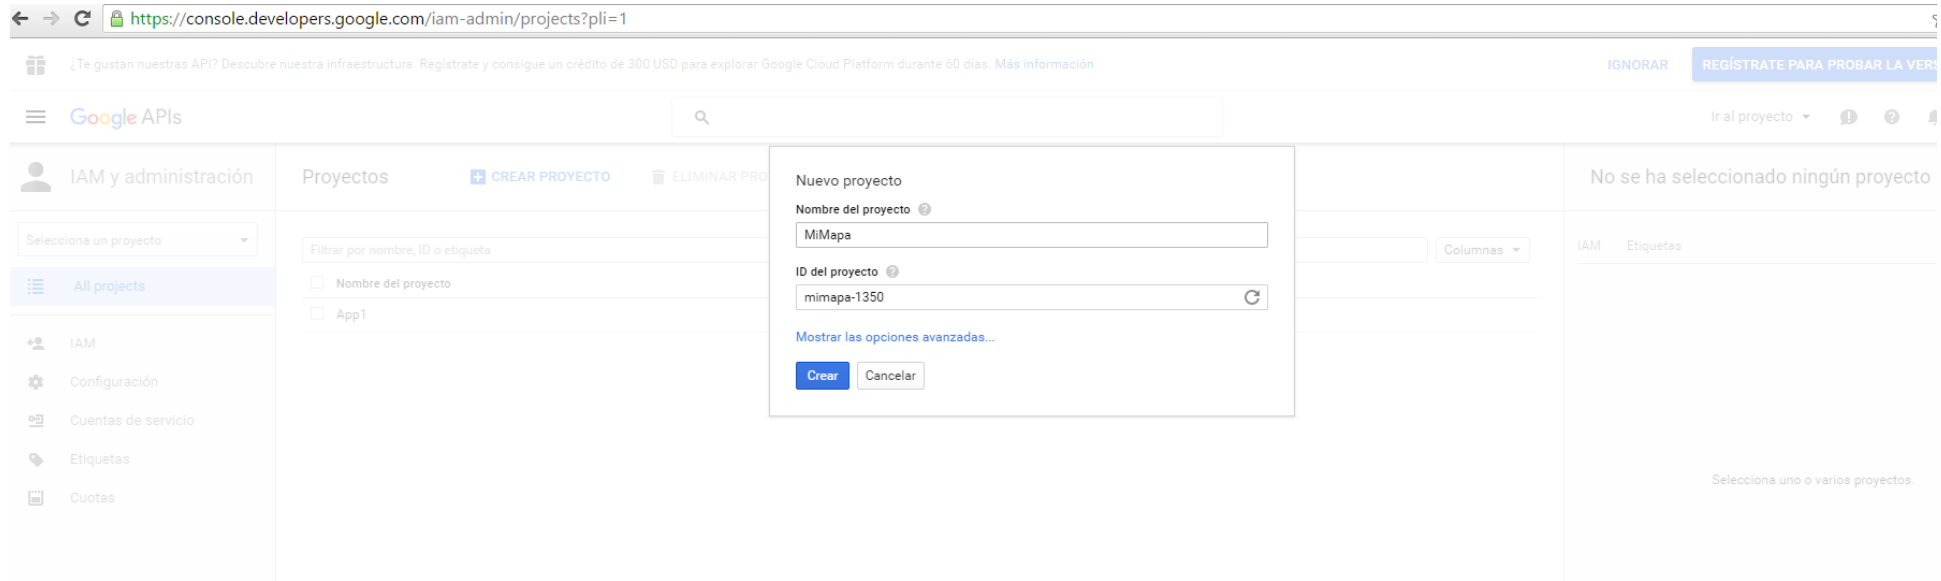 https://console.developers.google.com/iam-admin/projects?pli=1
¿Te gustan nuestras API? Descubre nuestra infraestructura. Regístrate y consigue un crédito de 300 USD para explorar Google Cloud Platform durante 60 días. Más información
IGNORAR
REGÍSTRATE PARA PROBAR LA VERS
Google APIs
Ir al proyecto
IAM y administración
Proyectos
CREAR PROYECTO
ELIMINAR PRO
No se ha seleccionado ningún proyecto
Nuevo proyecto
Nombre del proyecto
MiMapa
ID del proyecto
mimapa-1350
Mostrar las opciones avanzadas...
Crear
Cancelar
Selecciona un proyecto
Filtrar por nombre, ID o etiqueta
Columnas
IAM
Etiquetas
All projects
Nombre del proyecto
App1
IAM
Configuración
Cuentas de servicio
Etiquetas
Cuotas
Selecciona uno o varios proyectos.